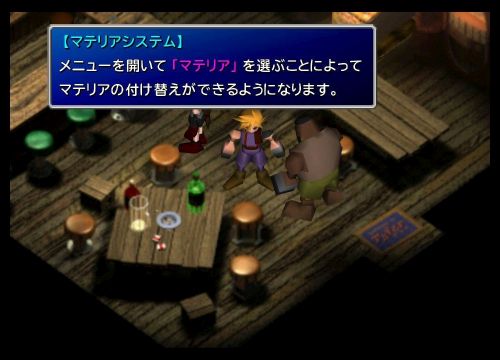 【マテリアシステム】
メニューを開いて「マテリア」を選ぶことによって
マテリアの付け替えができるようになります。